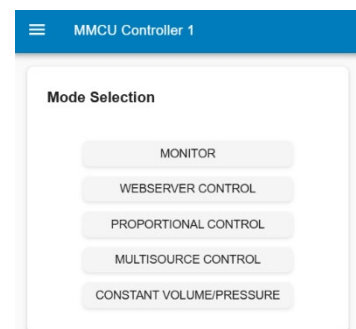 MMCU Controller 1
Mode Selection
MONITOR
WEBSERVER CONTROL
PROPORTIONAL CONTROL
MULTISOURCE CONTROL
CONSTANT VOLUME/PRESSURE